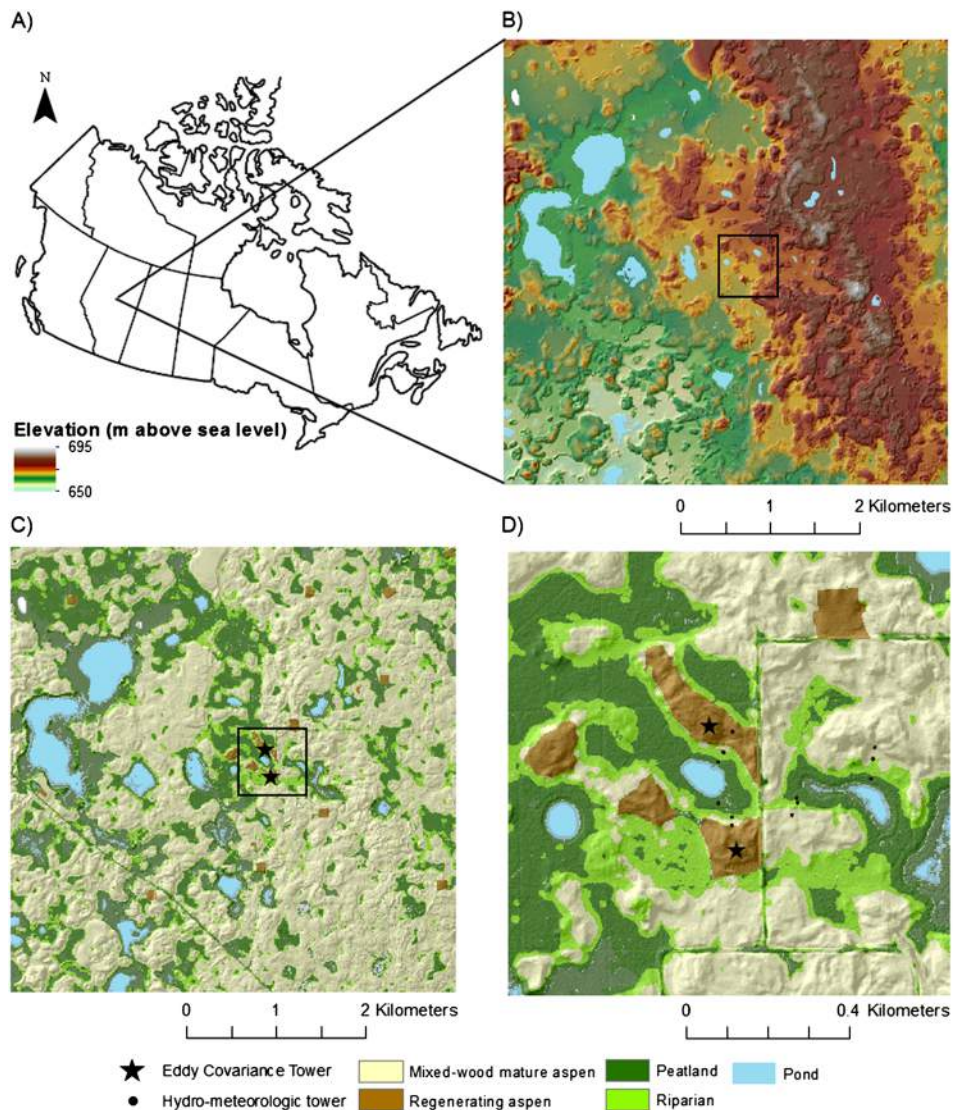 A)
B)
N
Elevation (m above sea level)
695
650
0 1 2 Kilometers
C)
D)
0 1 2 Kilometers
0 0.4 Kilometers
Eddy Covariance Tower
Mixed-wood mature aspen
Peatland
Pond
Hydro-meteorologic tower
Regenerating aspen
Riparian